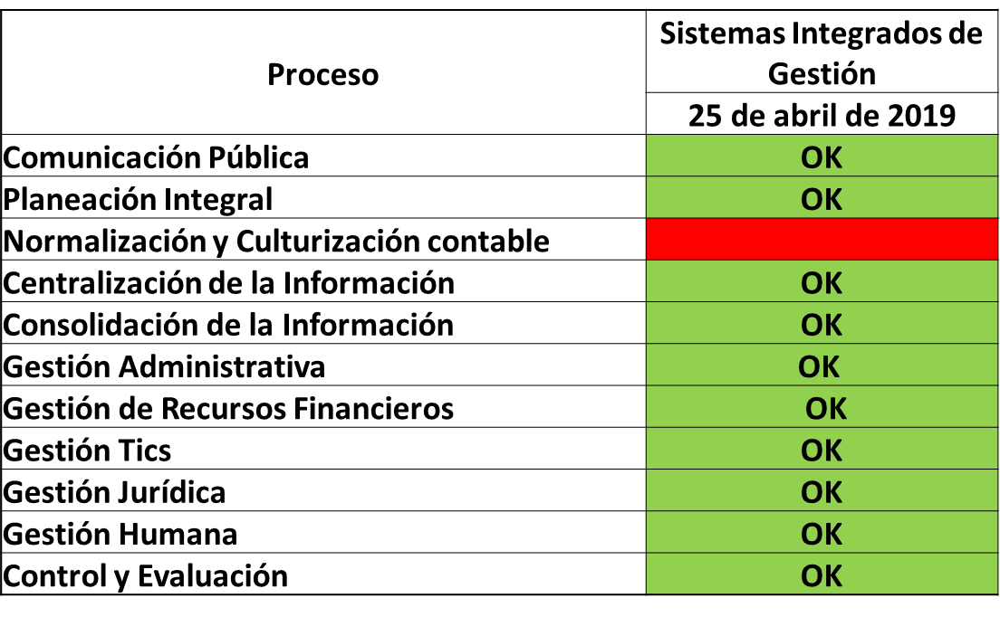 Proceso
Sistemas Integrados de
Gestión
25 de abril de 2019
Comunicación Pública OK
Planeación Integral OK
Normalización y Culturización contable
Centralización de la Información OK
Consolidación de la Información OK
Gestión Administrativa OK
Gestión de Recursos Financieros OK
Gestión Tics OK
Gestión Jurídica OK
Gestión Humana OK
Control y Evaluación OK